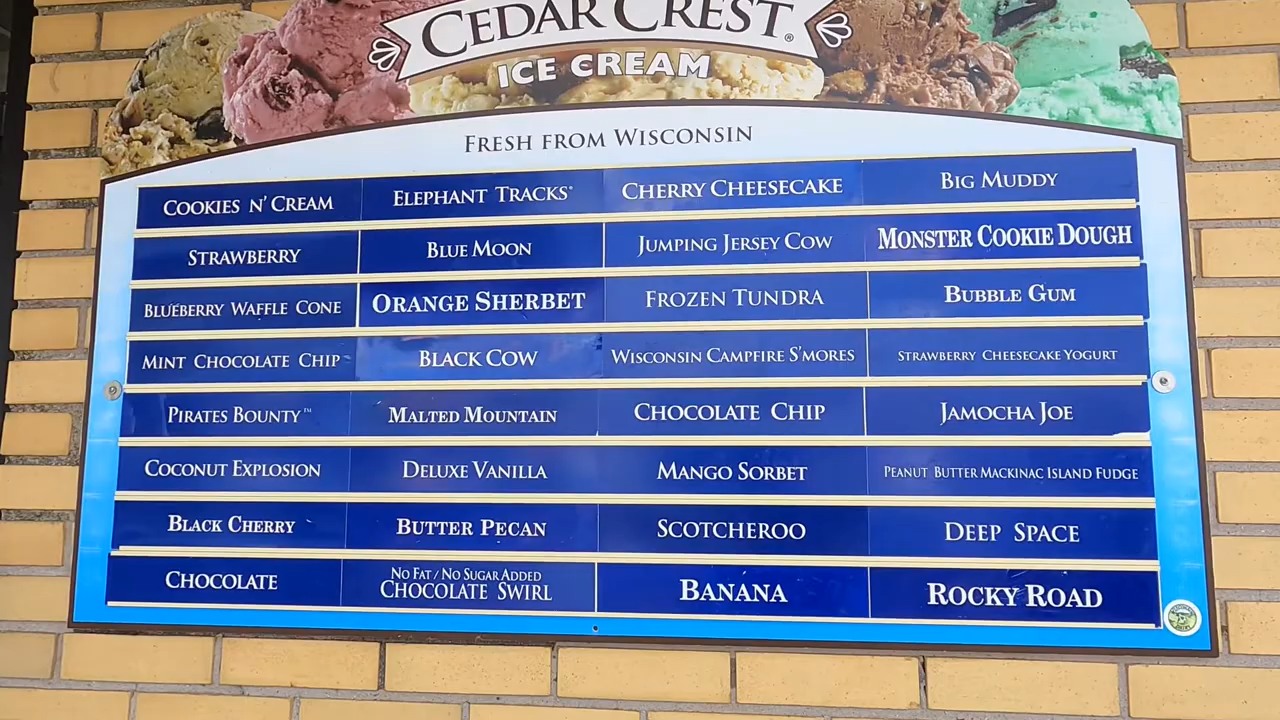 CEDAR CREST®
ICE CREAM
FRESH FROM WISCONSIN
COOKIES N' CREAM ELEPHANT TRACKS® CHERRY CHEESECAKE BIG MUDDY
STRAWBERRY BLUE MOON JUMPING JERSEY COW MONSTER COOKIE DOUGH
BLUEBERRY WAFFLE CONE ORANGE SHERBET FROZEN TUNDRA BUBBLE GUM
MINT CHOCOLATE CHIP BLACK COW WISCONSIN CAMPFIRE S'MORES STRAWBERRY CHEESECAKE YOGURT
PIRATES BOUNTY™ MALTED MOUNTAIN CHOCOLATE CHIP JAMOCHA JOE
COCONUT EXPLOSION DELUXE VANILLA MANGO SORBET PEANUT BUTTER MACKINAC ISLAND FUDGE
BLACK CHERRY BUTTER PECAN SCOTCHEROO DEEP SPACE
CHOCOLATE NO FAT / NO SUGAR ADDED CHOCOLATE SWIRL BANANA ROCKY ROAD